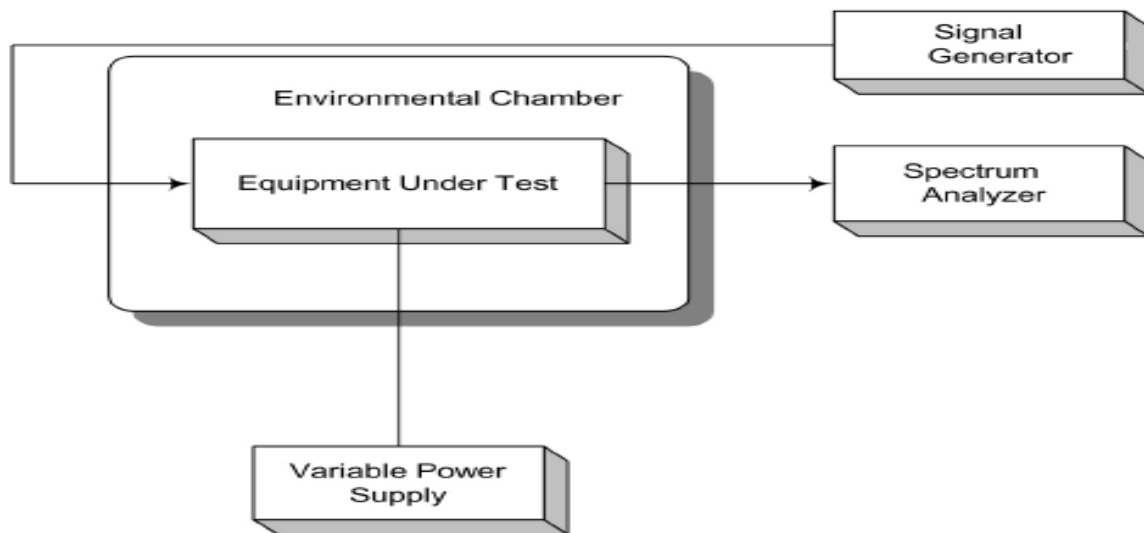 Signal
Generator
Environmental Chamber
Equipment Under Test
Spectrum
Analyzer
Variable Power
Supply